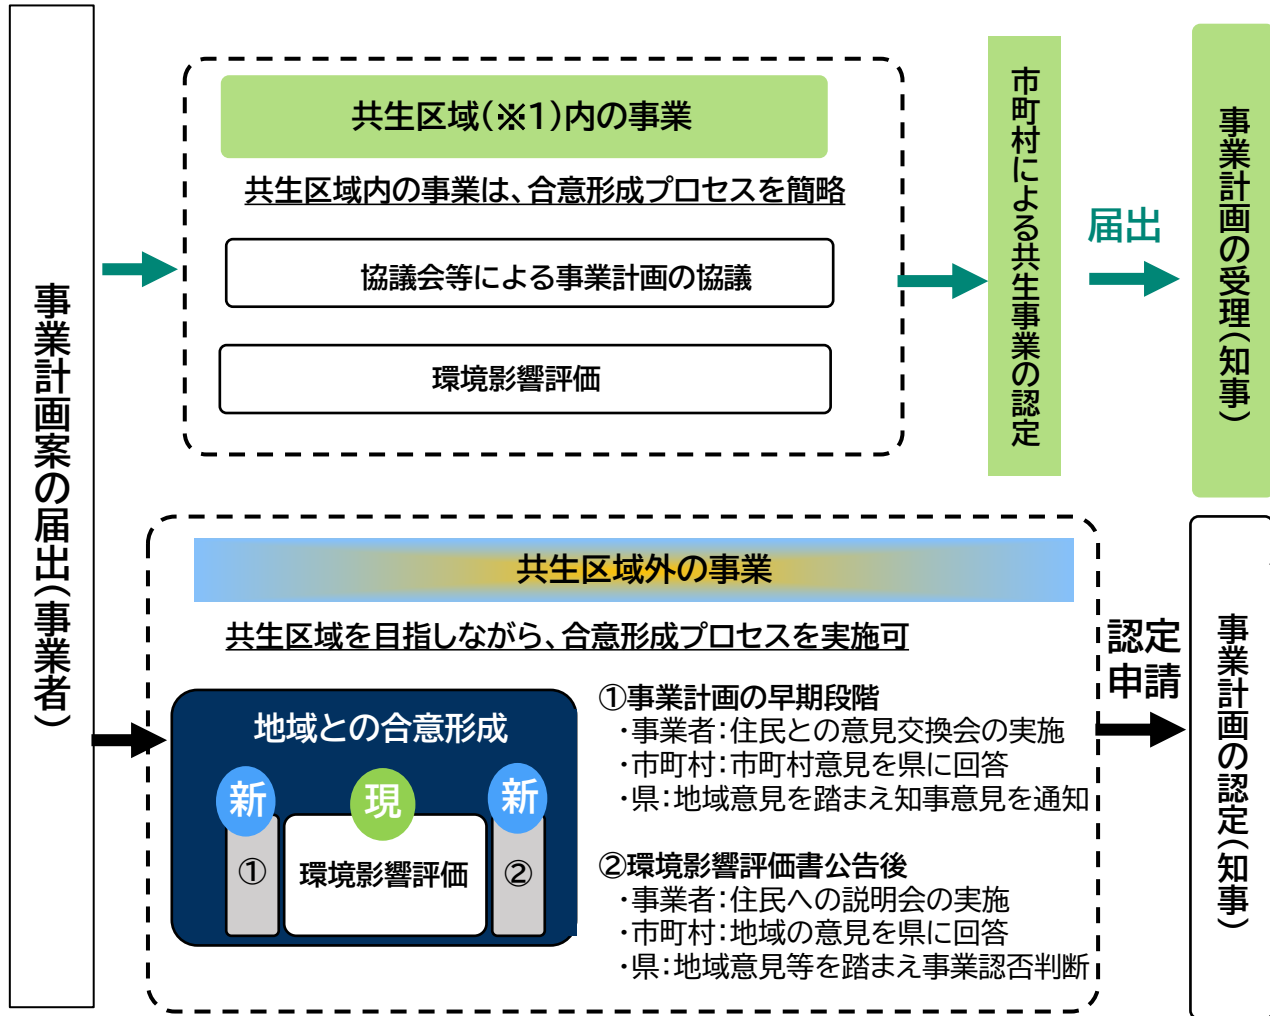 事業計画案の届出(事業者)
共生区域(※1)内の事業
共生区域内の事業は、合意形成プロセスを簡略
協議会等による事業計画の協議
環境影響評価
市町村による共生事業の認定
届出
事業計画の受理(知事)
共生区域外の事業
共生区域を目指しながら、合意形成プロセスを実施可
地域との合意形成
新
現
新
①
環境影響評価
②
①事業計画の早期段階
・事業者:住民との意見交換会の実施
・市町村:市町村意見を県に回答
・県:地域意見を踏まえ知事意見を通知
②環境影響評価書公告後
・事業者:住民への説明会の実施
・市町村:地域の意見を県に回答
・県:地域意見等を踏まえ事業認否判断
認定
申請
事業計画の認定(知事)